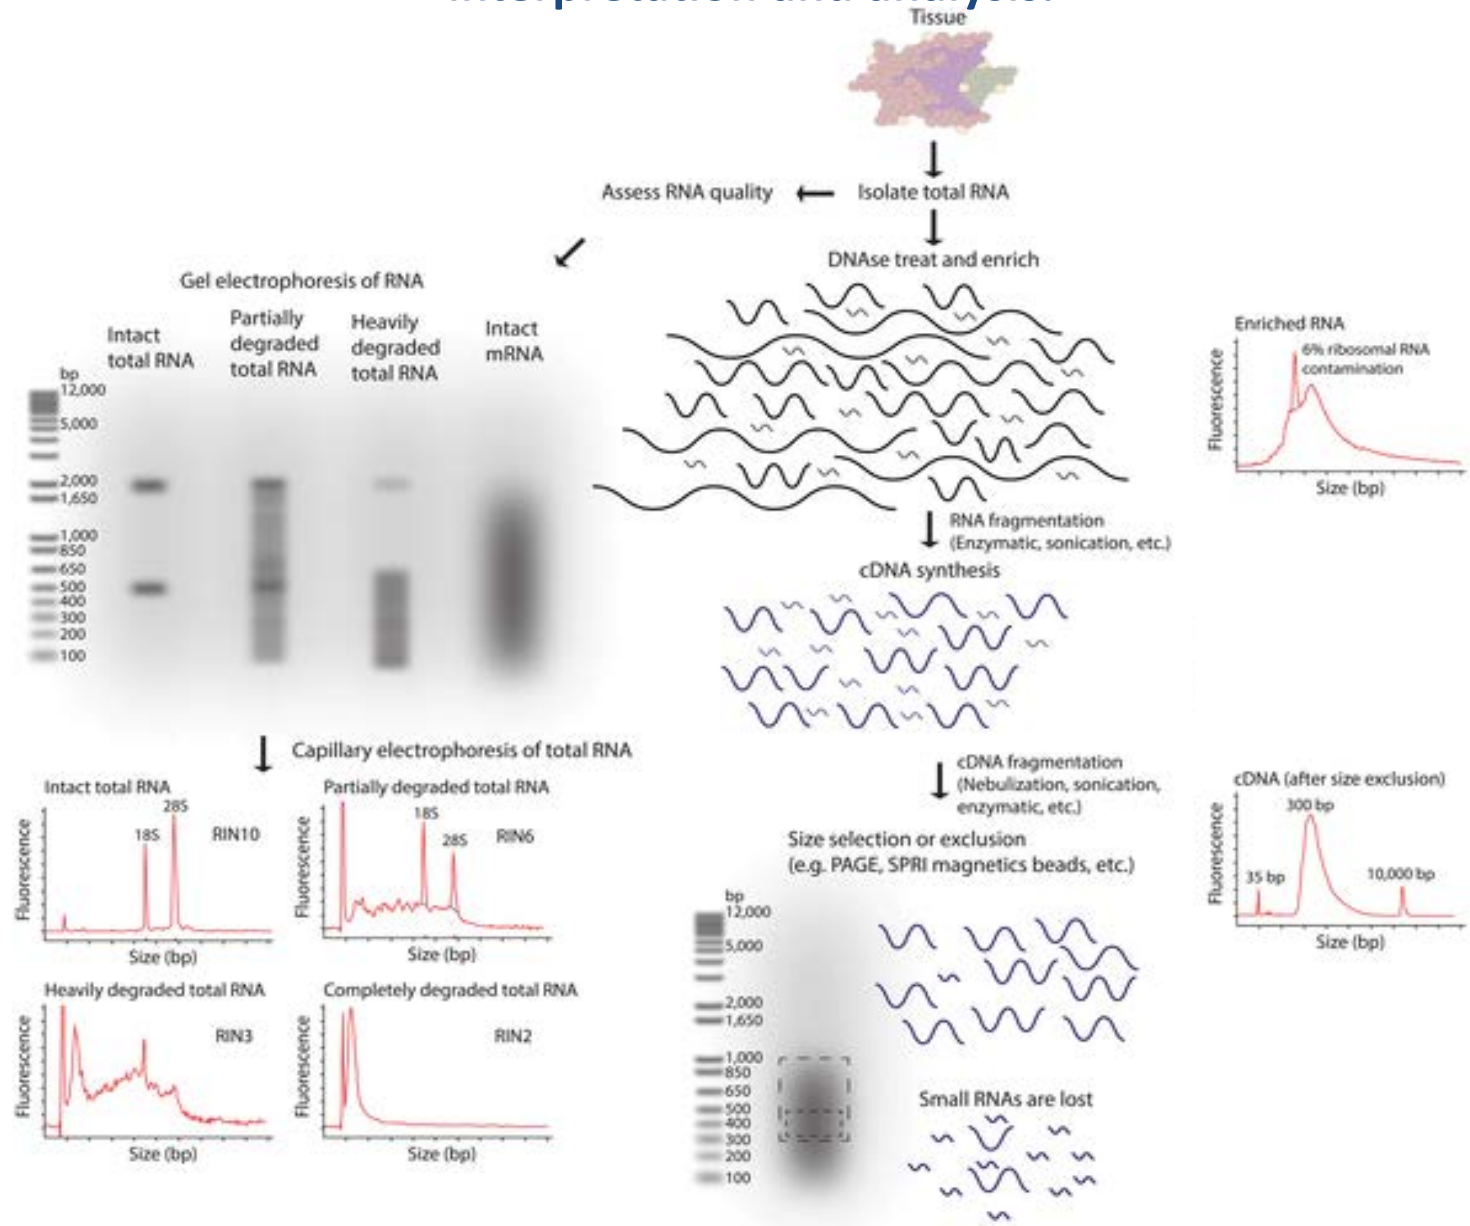 interpretation and analysis.
Tissue
Assess RNA quality
Isolate total RNA
DNAse treat and enrich
Gel electrophoresis of RNA
Intact
total RNA
Partially
degraded
total RNA
Heavily
degraded
total RNA
Intact
mRNA
bp
12,000
5,000
2,000
1,650
1,000
850
650
500
400
300
200
100
Enriched RNA
6% ribosomal RNA
contamination
Fluorescence
Size (bp)
RNA fragmentation
(Enzymatic, sonication, etc.)
cDNA synthesis
Capillary electrophoresis of total RNA
Intact total RNA
28S
18S
RIN10
Fluorescence
Size (bp)
Partially degraded total RNA
18S
28S
RIN6
Fluorescence
Size (bp)
Heavily degraded total RNA
RIN3
Fluorescence
Size (bp)
Completely degraded total RNA
RIN2
Fluorescence
Size (bp)
cDNA fragmentation
(Nebulization, sonication,
enzymatic, etc.)
Size selection or exclusion
(e.g. PAGE, SPRI magnetics beads, etc.)
bp
12,000
5,000
2,000
1,650
1,000
850
650
500
400
300
200
100
Small RNAs are lost
cDNA (after size exclusion)
300 bp
35 bp
10,000 bp
Fluorescence
Size (bp)